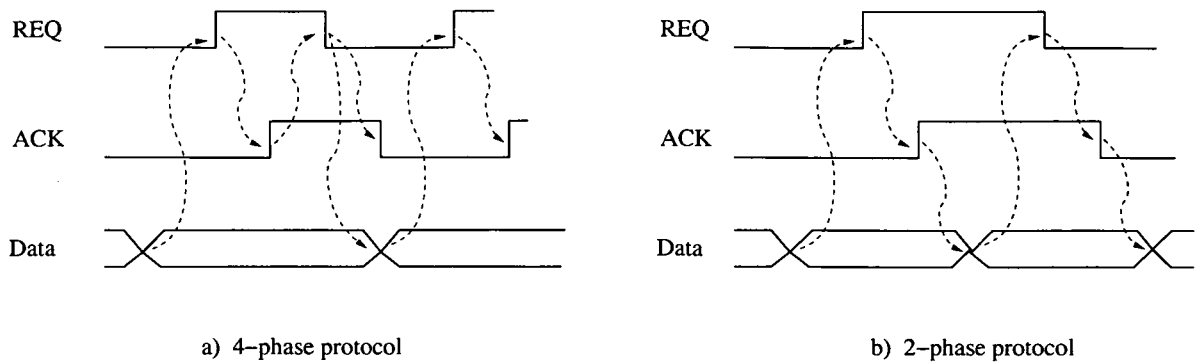 REQ
ACK
Data
a) 4-phase protocol
REQ
ACK
Data
b) 2-phase protocol